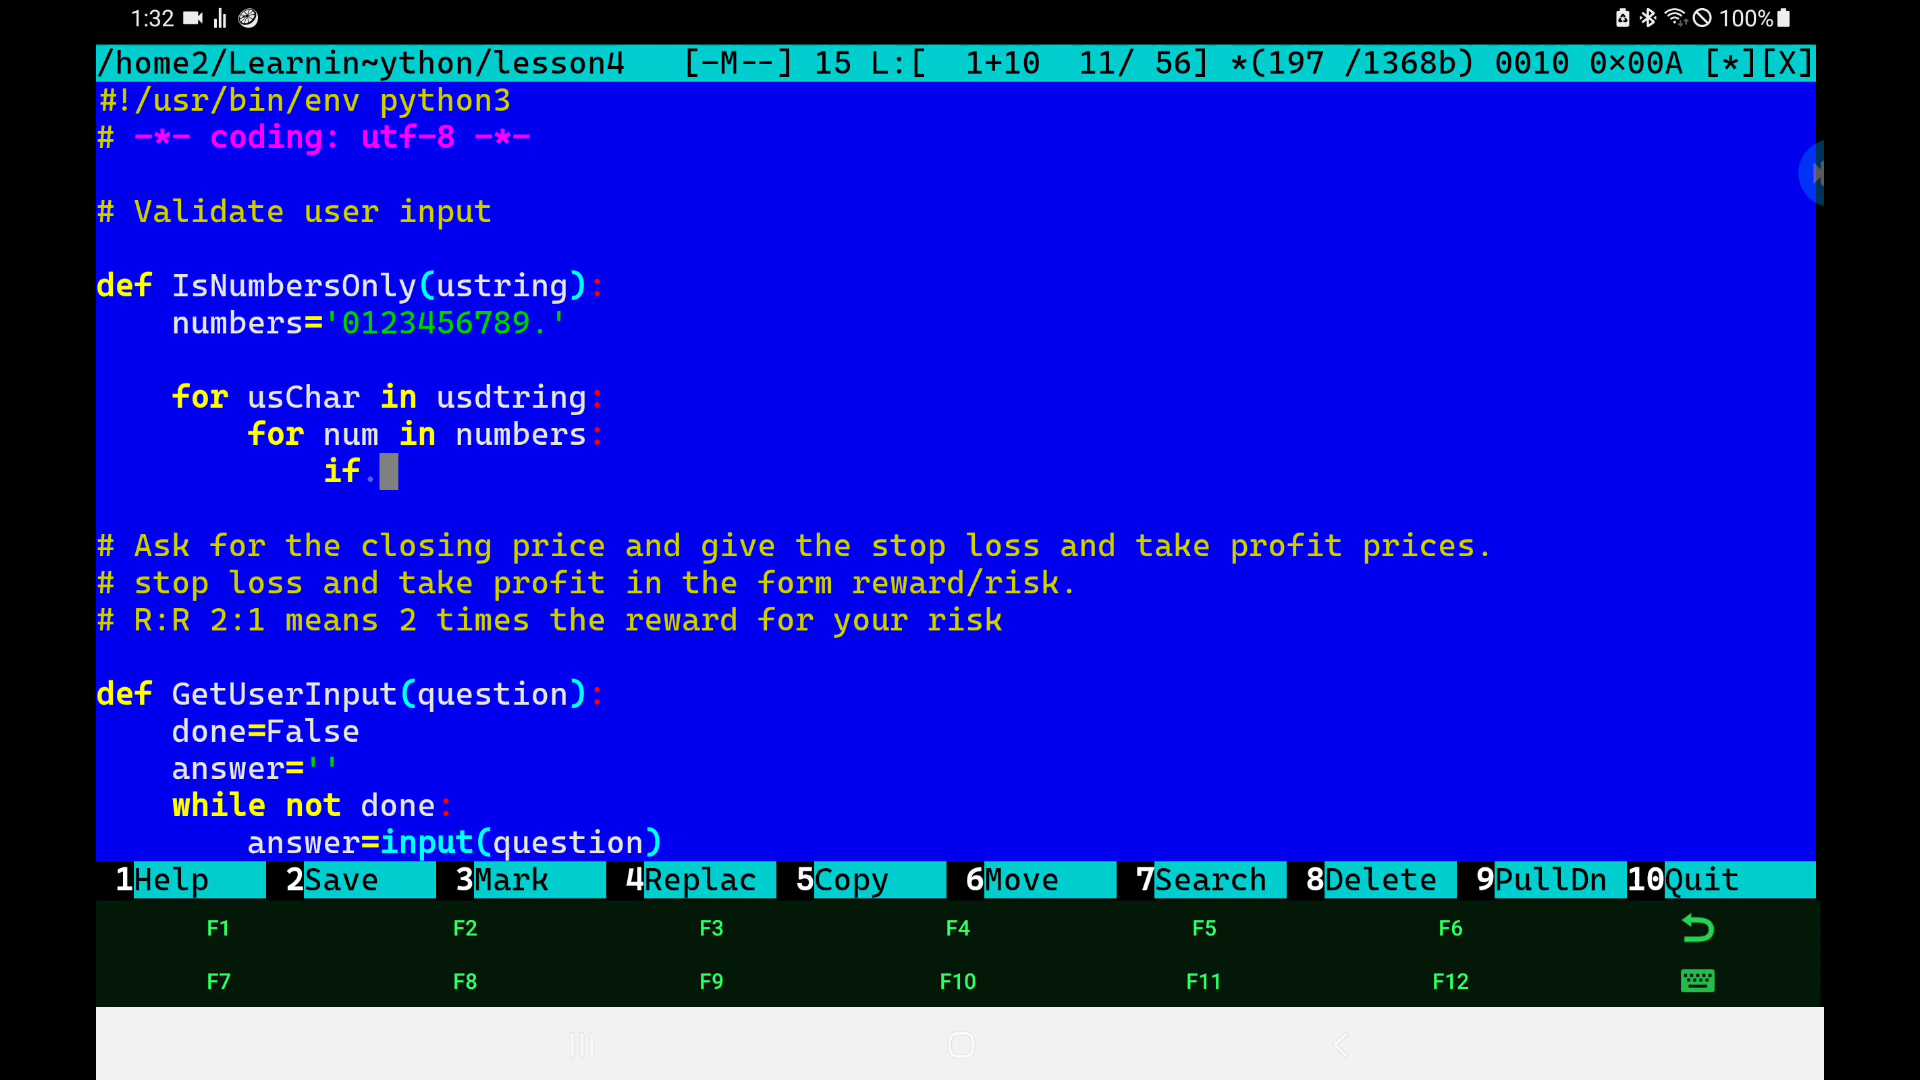 1:32 100%
/home2/Learnin~ython/lesson4 [-M--] 15 L:[ 1+10 11/ 56] *(197 /1368b) 0010 0x00A [*][X]
#!/usr/bin/env python3
# -*- coding: utf-8 -*-
# Validate user input
def IsNumbersOnly(ustring):
numbers='0123456789.'
for usChar in usdtring:
for num in numbers:
if.
# Ask for the closing price and give the stop loss and take profit prices.
# stop loss and take profit in the form reward/risk.
# R:R 2:1 means 2 times the reward for your risk
def GetUserInput(question):
done=False
answer=''
while not done:
answer=input(question)
1Help 2Save 3Mark 4Replac 5Copy 6Move 7Search 8Delete 9PullDn 10Quit
F1 F2 F3 F4 F5 F6
F7 F8 F9 F10 F11 F12